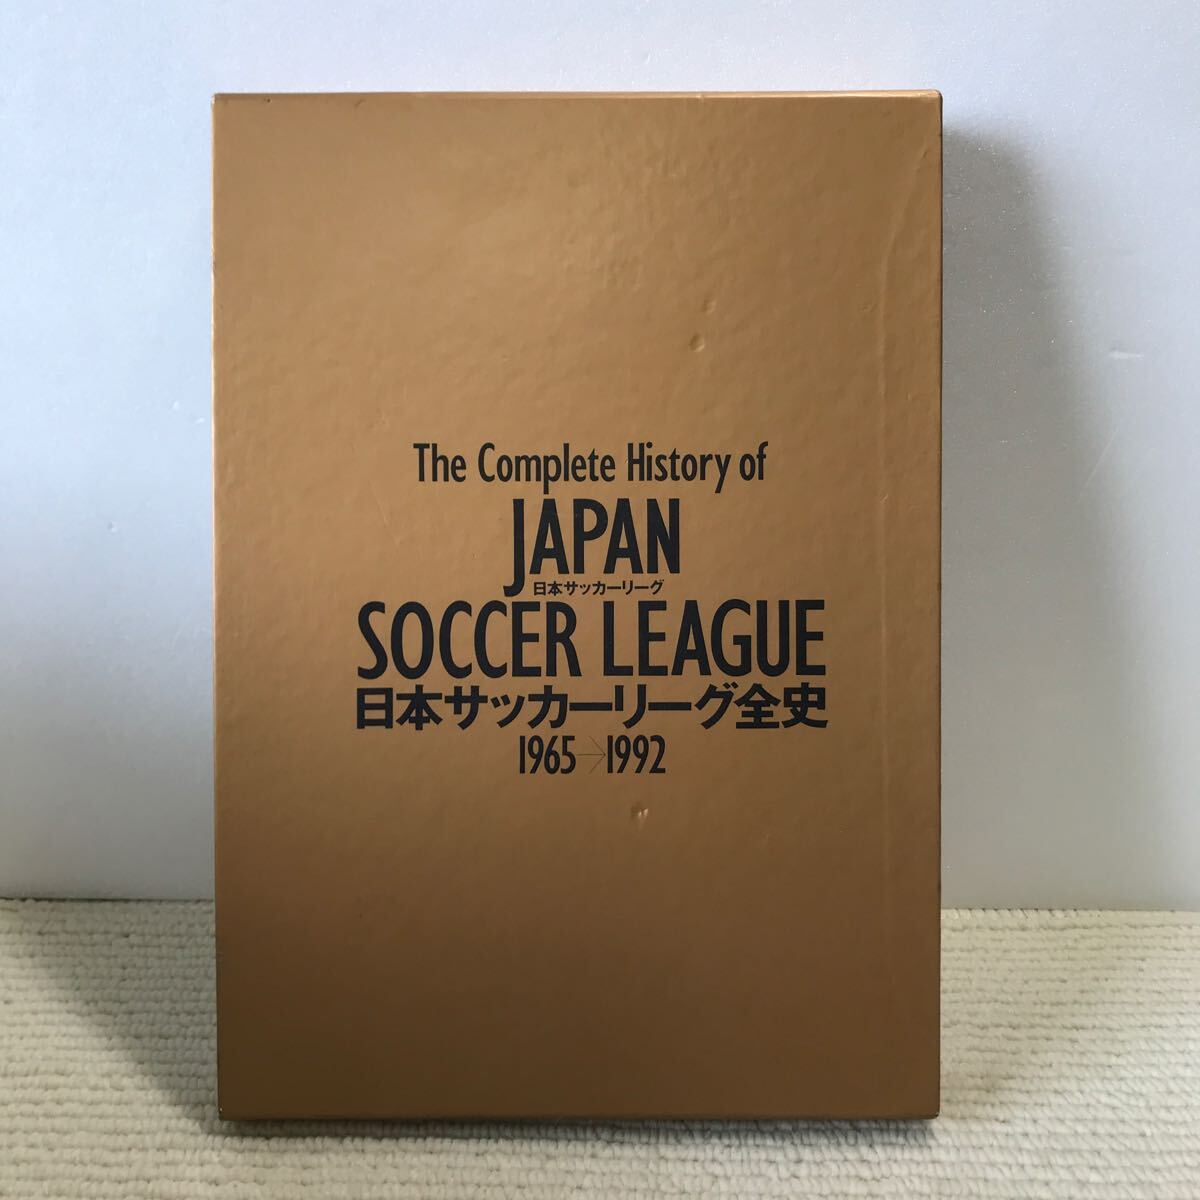 The Complete History of
JAPAN
日本サッカーリーグ
SOCCER LEAGUE
日本サッカーリーグ全史
1965→1992